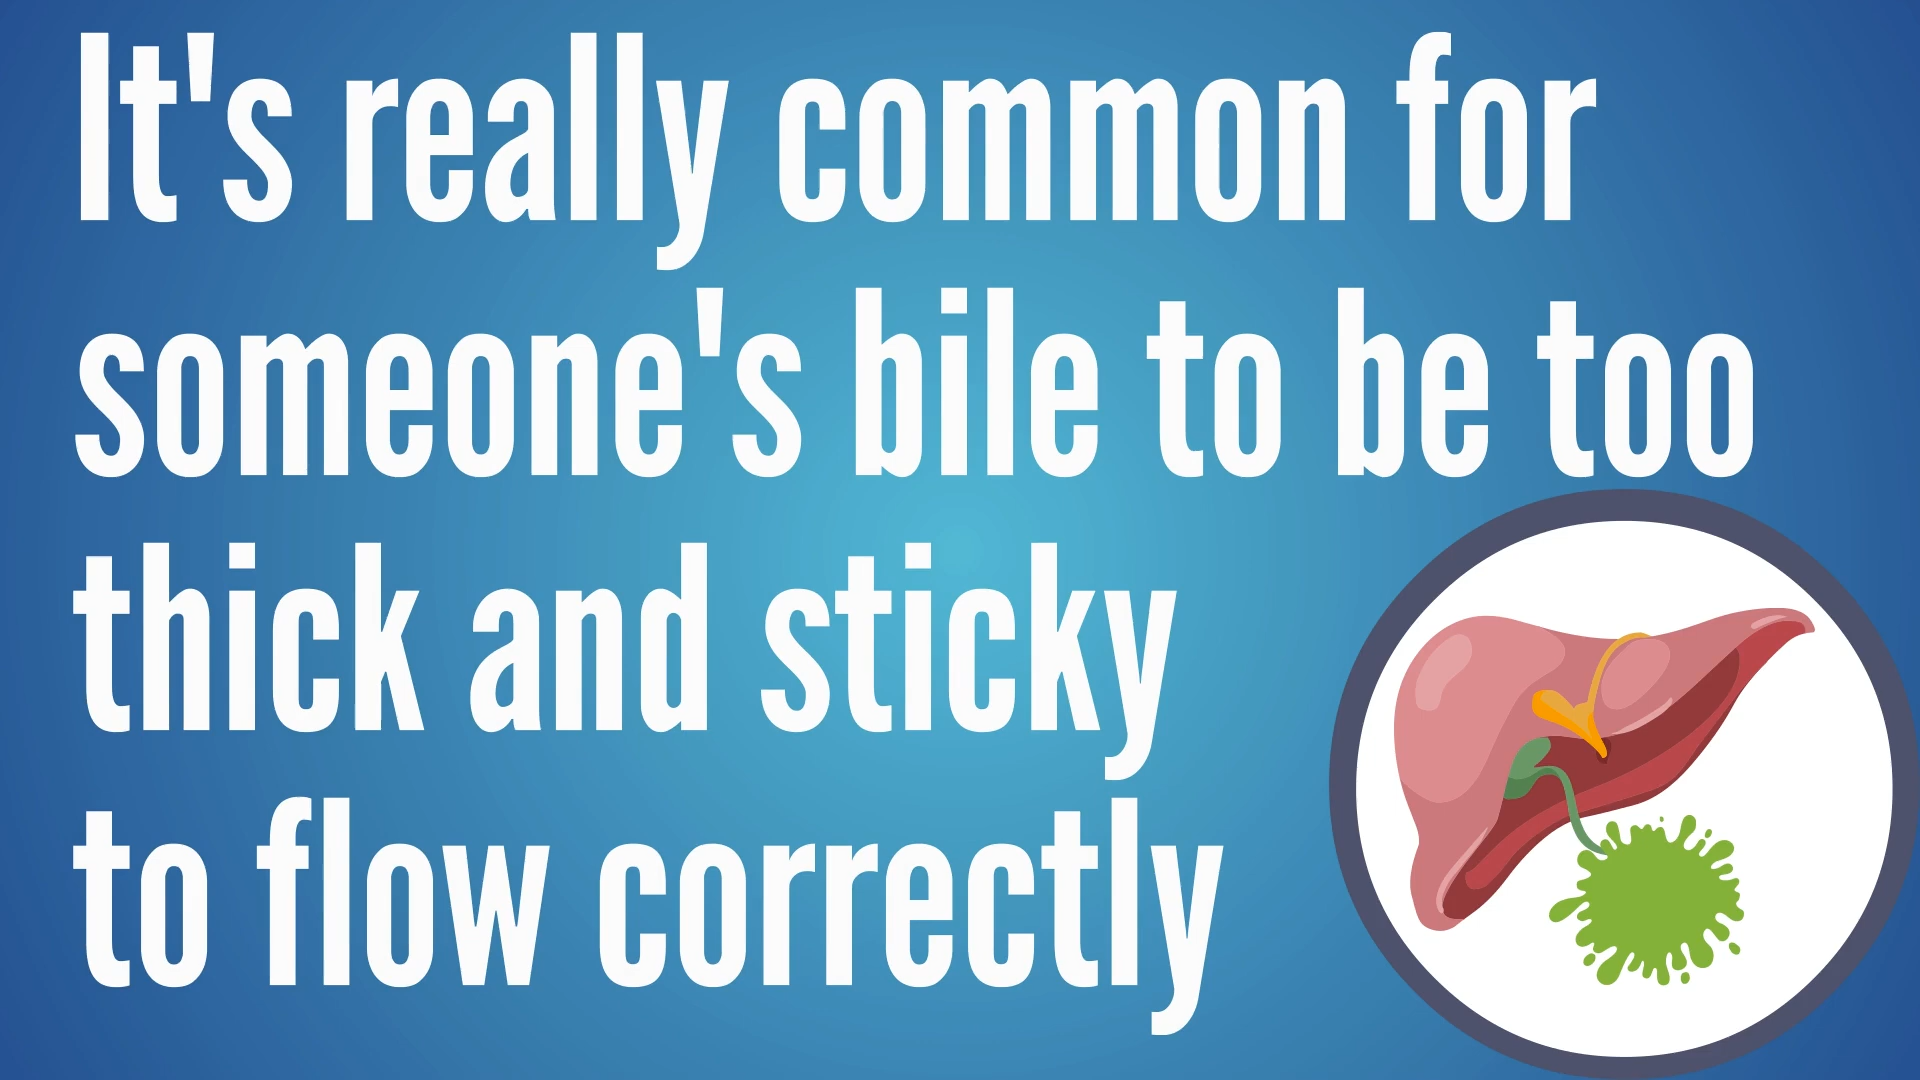 It's really common for
someone's bile to be too
thick and sticky
to flow correctly